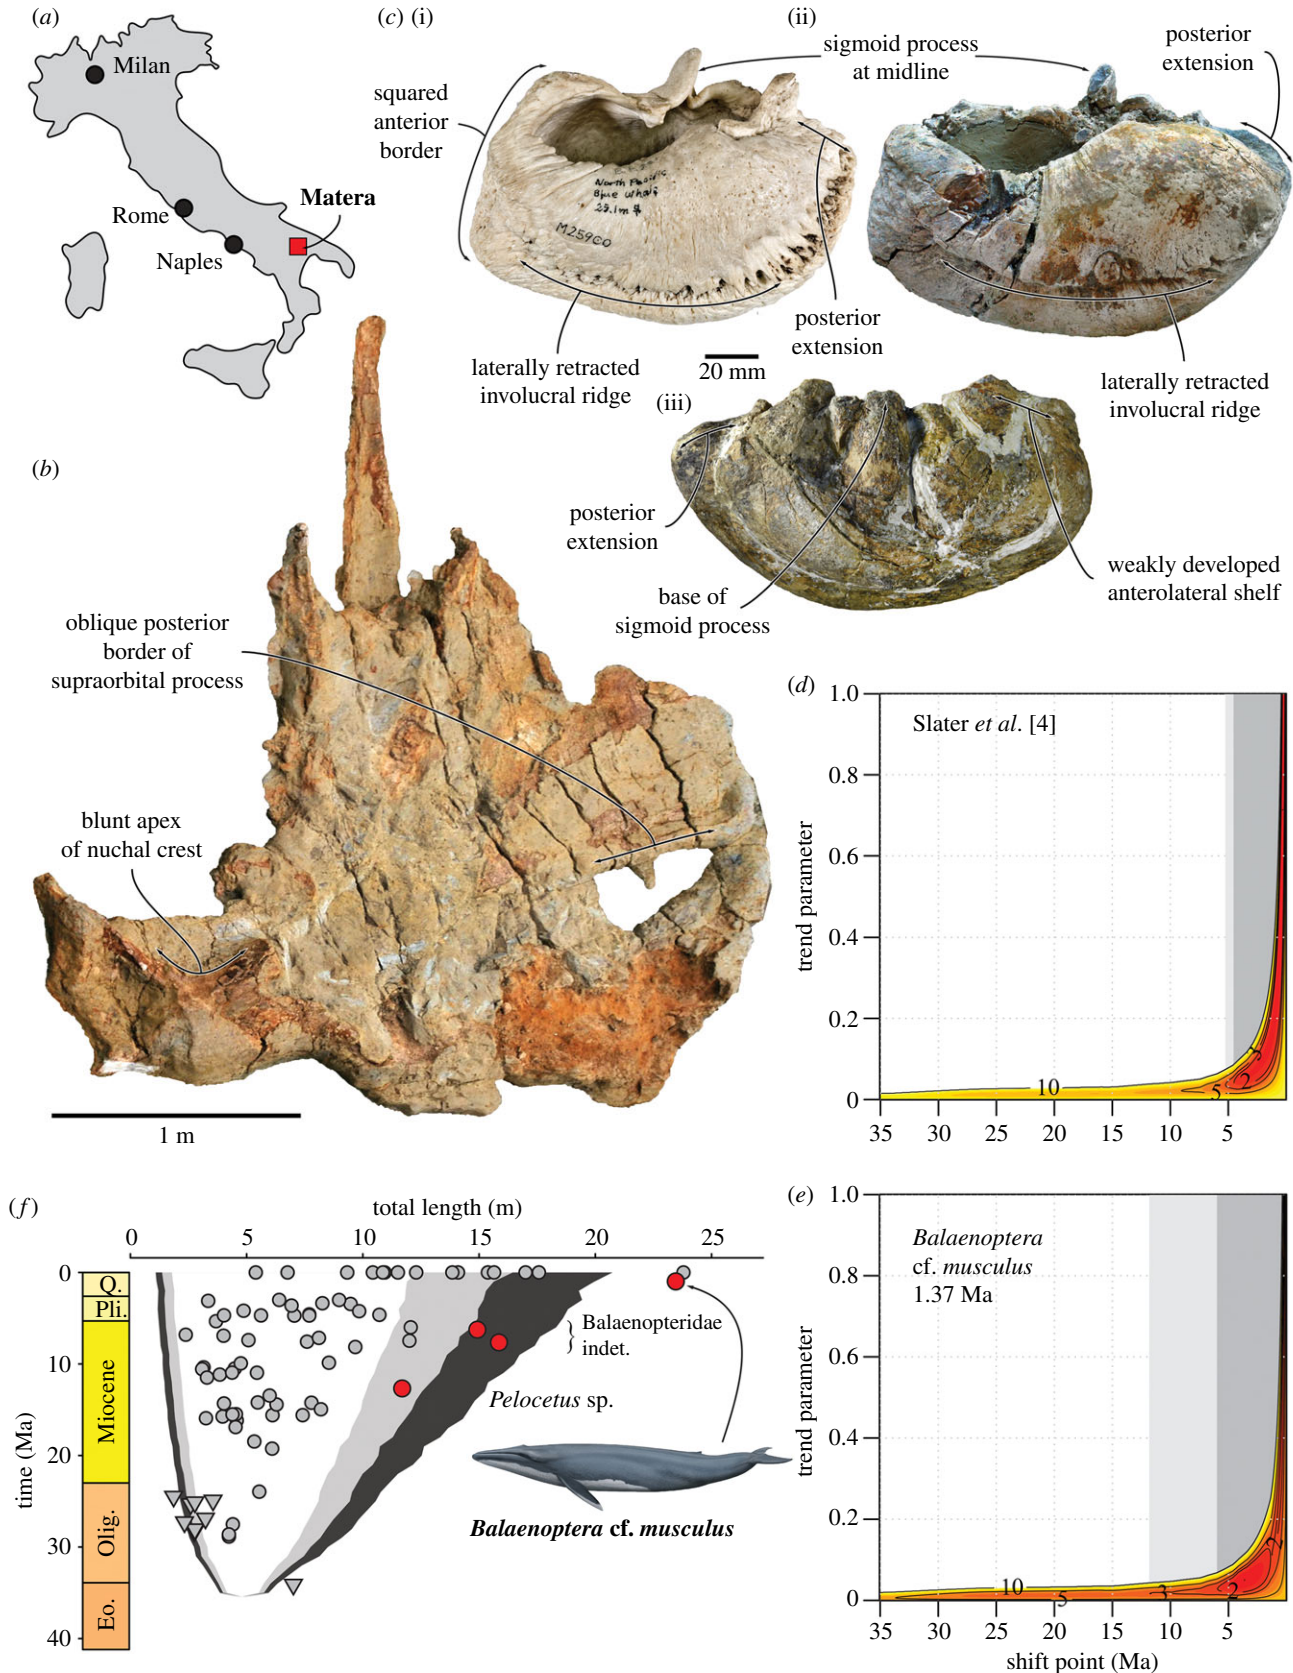 (a)
Milan
Rome
Naples
Matera
(c) (i)
squared
anterior
border
sigmoid process
at midline
(ii)
posterior
extension
North Pacific
Blue Whale
M25900
laterally retracted
involucral ridge
20 mm
posterior
extension
laterally retracted
involucral ridge
(iii)
posterior
extension
base of
sigmoid process
weakly developed
anterolateral shelf
(b)
oblique posterior
border of
supraorbital process
blunt apex
of nuchal crest
1 m
(d)
Slater et al. [4]
trend parameter
1.0
0.8
0.6
0.4
0.2
0
10
5
2
3
35 30 25 20 15 10 5
(e)
Balaenoptera
cf. musculus
1.37 Ma
trend parameter
1.0
0.8
0.6
0.4
0.2
0
10
5
3
2
2
35 30 25 20 15 10 5
shift point (Ma)
(f)
total length (m)
0 5 10 15 20 25
time (Ma)
0
10
20
30
40
Q.
Pli.
Miocene
Olig.
Eo.
Balaenopteridae
indet.
Pelocetus sp.
Balaenoptera cf. musculus